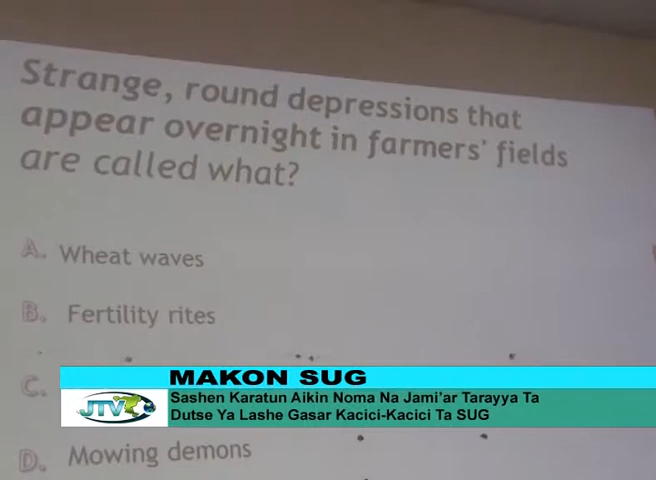 Strange, round depressions that
appear overnight in farmers' fields
are called what?
A. Wheat waves
B. Fertility rites
C.
MAKON SUG
Sashen Karatun Aikin Noma Na Jami'ar Tarayya Ta
Dutse Ya Lashe Gasar Kacici-Kacici Ta SUG
JTV
D. Mowing demons